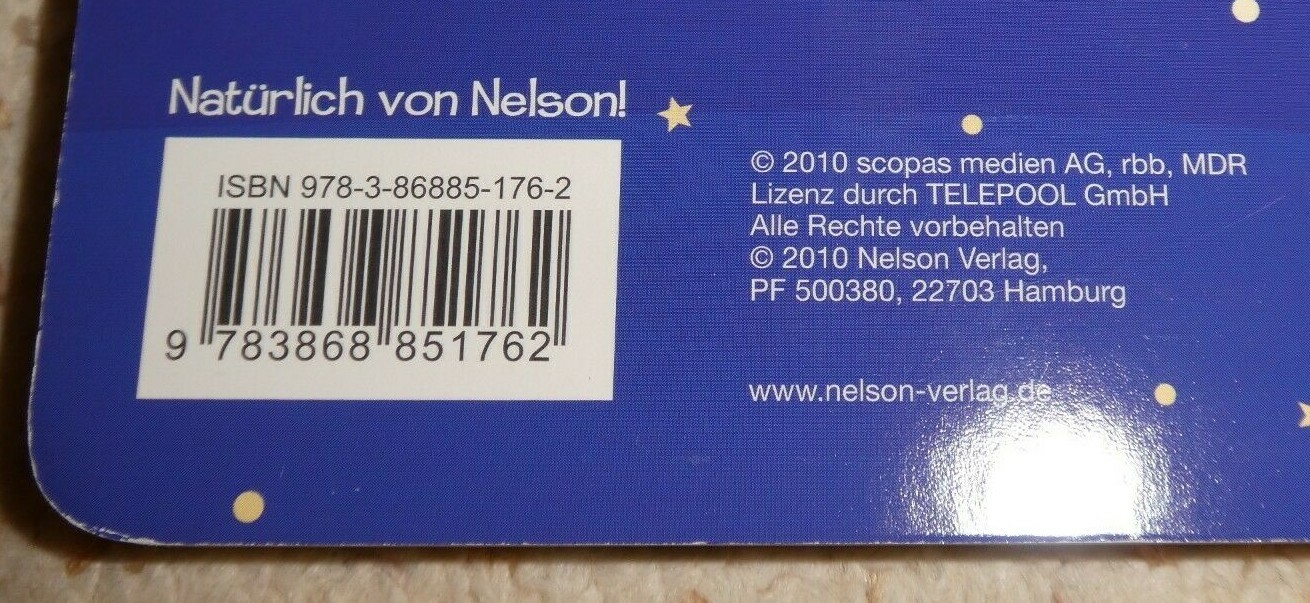 Natürlich von Nelson!
ISBN 978-3-86885-176-2
9 783868 851762
© 2010 scopas medien AG, rbb, MDR
Lizenz durch TELEPOOL GmbH
Alle Rechte vorbehalten
© 2010 Nelson Verlag,
PF 500380, 22703 Hamburg
www.nelson-verlag.de